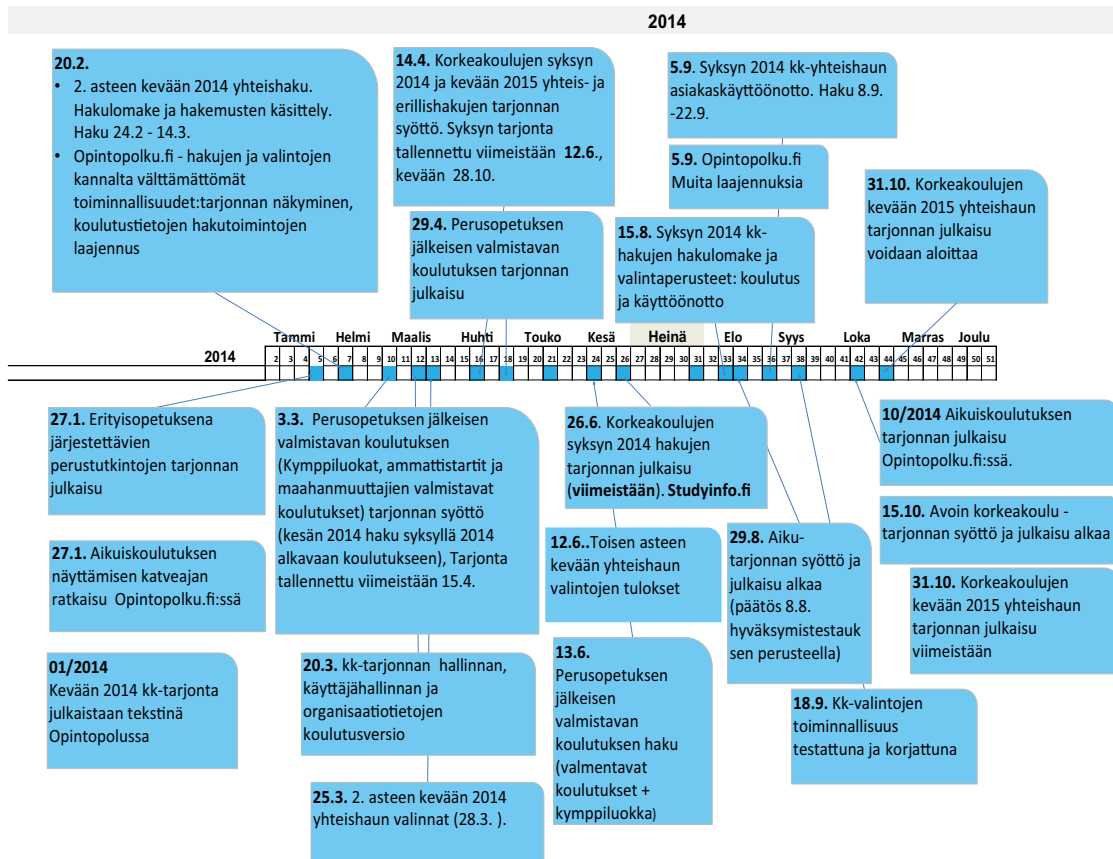 2014
20.2.
• 2. asteen kevään 2014 yhteishaku.
Hakulomake ja hakemusten käsittely.
Haku 24.2 - 14.3.
• Opintopolku.fi - hakujen ja valintojen
kannalta välttämättömät
toiminnallisuudet:tarjonnan näkyminen,
koulutustietojen hakutoimintojen
laajennus
14.4. Korkeakoulujen syksyn
2014 ja kevään 2015 yhteis- ja
erillishakujen tarjonnan
syöttö. Syksyn tarjonta
tallennettu viimeistään 12.6.,
kevään 28.10.
29.4. Perusopetuksen
jälkeisen valmistavan
koulutuksen tarjonnan
julkaisu
5.9. Syksyn 2014 kk-yhteishaun
asiakaskäyttöönotto. Haku 8.9.
-22.9.
5.9. Opintopolku.fi
Muita laajennuksia
15.8. Syksyn 2014 kk-
hakujen hakulomake ja
valintaperusteet: koulutus
ja käyttöönotto
31.10. Korkeakoulujen
kevään 2015 yhteishaun
tarjonnan julkaisu
voidaan aloittaa
Tammi Helmi Maalis Huhti Touko Kesä Heinä Elo Syys Loka Marras Joulu
2014 2 3 4 5 6 7 8 9 10 11 12 13 14 15 16 17 18 19 20 21 22 23 24 25 26 27 28 29 30 31 32 33 34 35 36 37 38 39 40 41 42 43 44 45 46 47 48 49 50 51
27.1. Erityisopetuksena
järjestettävien
perustutkintojen tarjonnan
julkaisu
27.1. Aikuiskoulutuksen
näyttämisen katveajan
ratkaisu Opintopolku.fi:ssä
01/2014
Kevään 2014 kk-tarjonta
julkaistaan tekstinä
Opintopolussa
3.3. Perusopetuksen jälkeisen
valmistavan koulutuksen
(Kymppiluokat, ammattistartit ja
maahanmuuttajien valmistavat
koulutukset) tarjonnan syöttö
(kesän 2014 haku syksyllä 2014
alkavaan koulutukseen), Tarjonta
tallennettu viimeistään 15.4.
20.3. kk-tarjonnan hallinnan,
käyttäjähallinnan ja
organisaatiotietojen
koulutusversio
25.3. 2. asteen kevään 2014
yhteishaun valinnat (28.3. ).
26.6. Korkeakoulujen
syksyn 2014 hakujen
tarjonnan julkaisu
(viimeistään). Studyinfo.fi
12.6..Toisen asteen
kevään yhteishaun
valintojen tulokset
13.6.
Perusopetuksen
jälkeisen
valmistavan
koulutuksen haku
(valmentavat
koulutukset +
kymppiluokka)
29.8. Aiku-
tarjonnan syöttö ja
julkaisu alkaa
(päätös 8.8.
hyväksymistestauk
sen perusteella)
18.9. Kk-valintojen
toiminnallisuus
testattuna ja korjattuna
10/2014 Aikuiskoulutuksen
tarjonnan julkaisu
Opintopolku.fi:ssä.
15.10. Avoin korkeakoulu -
tarjonnan syöttö ja julkaisu alkaa
31.10. Korkeakoulujen
kevään 2015 yhteishaun
tarjonnan julkaisu
viimeistään